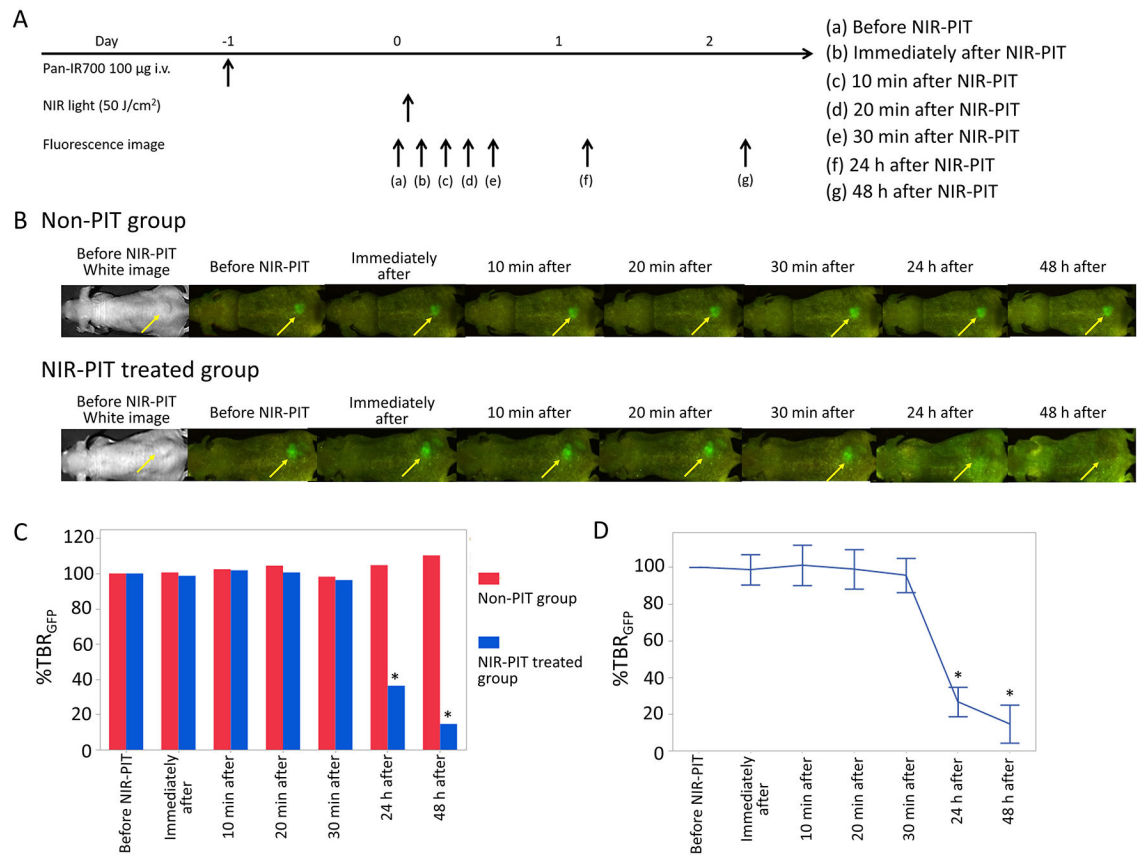 A
Day -1 0 1 2
Pan-IR700 100 µg i.v.
NIR light (50 J/cm²)
Fluorescence image
(a) (b) (c) (d) (e) (f) (g)
(a) Before NIR-PIT
(b) Immediately after NIR-PIT
(c) 10 min after NIR-PIT
(d) 20 min after NIR-PIT
(e) 30 min after NIR-PIT
(f) 24 h after NIR-PIT
(g) 48 h after NIR-PIT
B Non-PIT group
Before NIR-PIT
White image
Before NIR-PIT
Immediately
after
10 min after
20 min after
30 min after
24 h after
48 h after
NIR-PIT treated group
Before NIR-PIT
White image
Before NIR-PIT
Immediately
after
10 min after
20 min after
30 min after
24 h after
48 h after
C
%TBR_GFP
120
100
80
60
40
20
0
* *
Before NIR-PIT
Immediately
after
10 min after
20 min after
30 min after
24 h after
48 h after
Non-PIT group
NIR-PIT treated
group
D
%TBR_GFP
100
80
60
40
20
0
* *
Before NIR-PIT
Immediately
after
10 min after
20 min after
30 min after
24 h after
48 h after